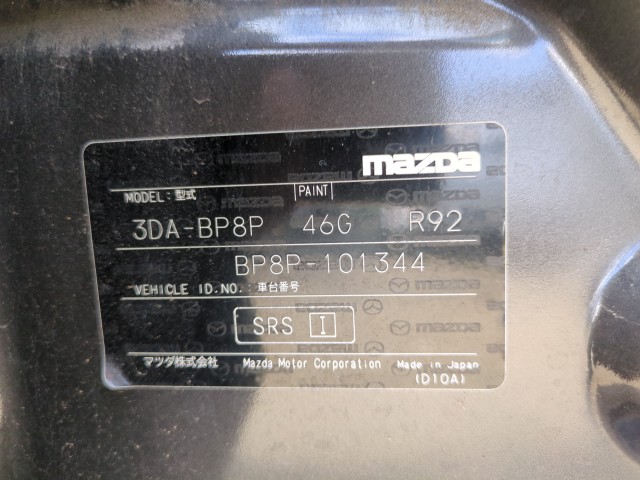 mazda
MODEL: 型式 PAINT
3DA-BP8P 46G R92
BP8P-101344
VEHICLE ID.NO.: 車台番号
SRS I
マツダ株式会社 Mazda Motor Corporation Made in Japan
(D10A)